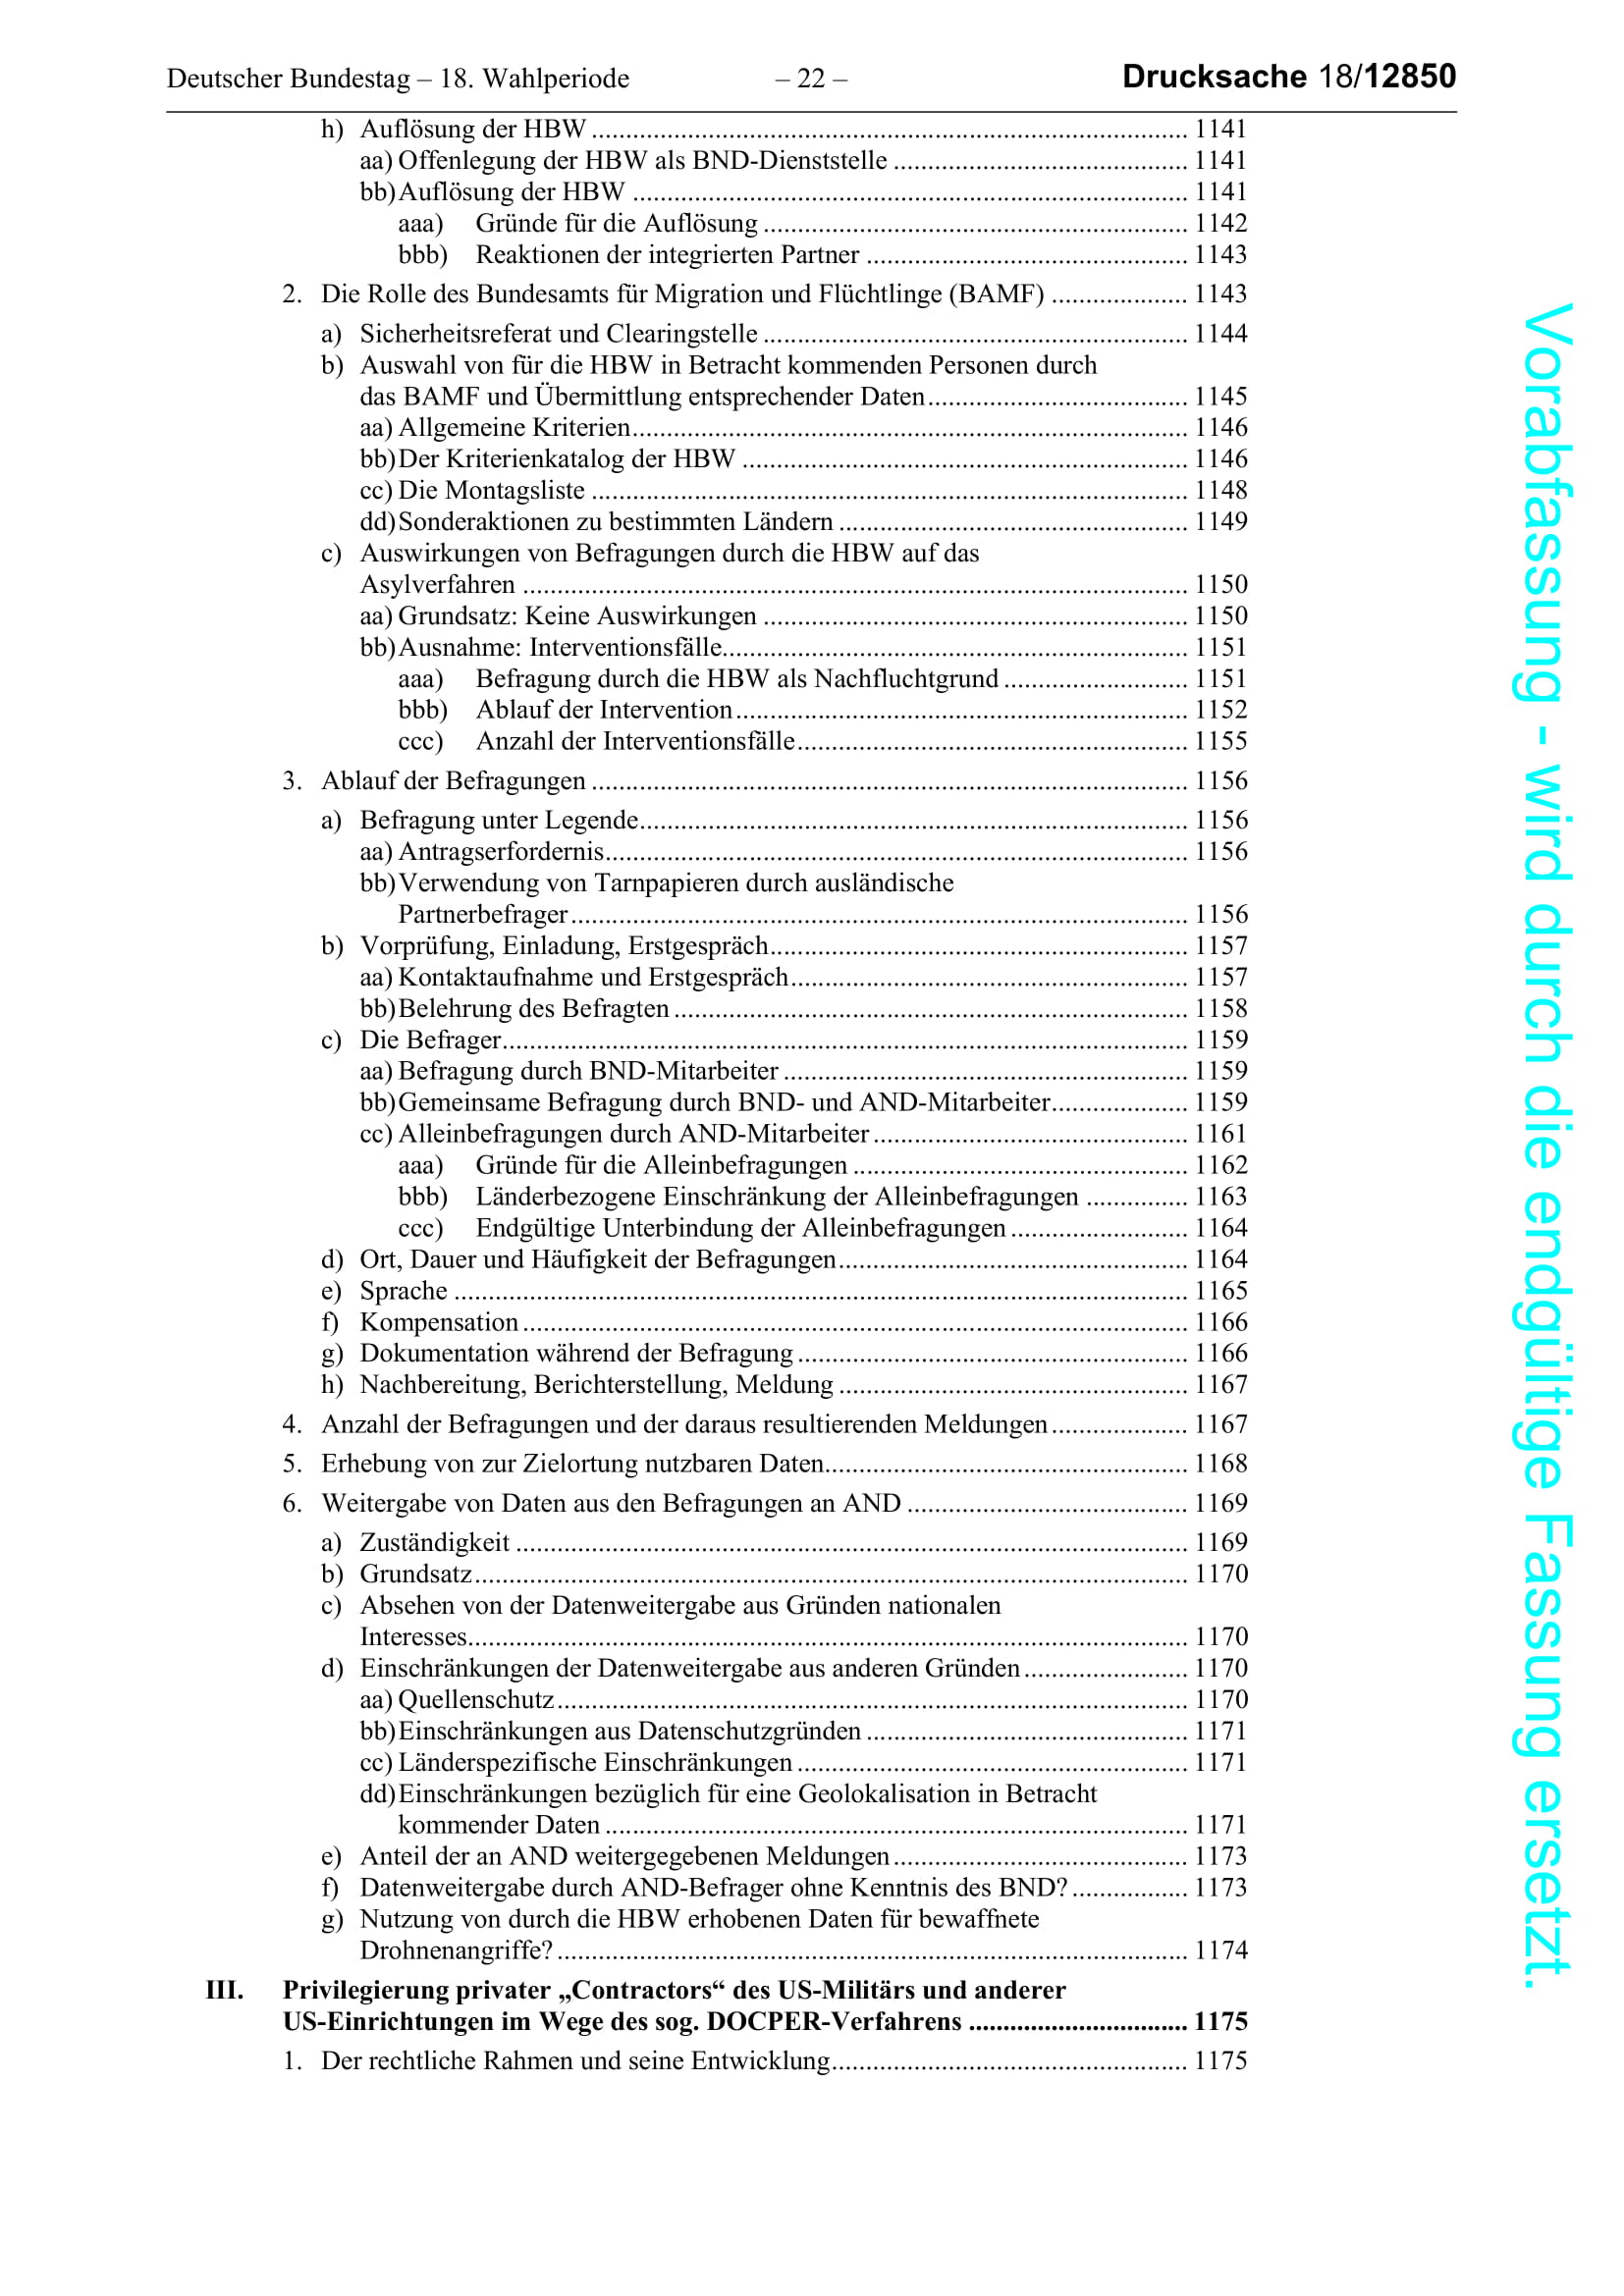 Deutscher Bundestag – 18. Wahlperiode – 22 – Drucksache 18/12850
h) Auflösung der HBW ........ 1141
aa) Offenlegung der HBW als BND-Dienststelle ........ 1141
bb) Auflösung der HBW ........ 1141
aaa) Gründe für die Auflösung ........ 1142
bbb) Reaktionen der integrierten Partner ........ 1143
2. Die Rolle des Bundesamts für Migration und Flüchtlinge (BAMF) ........ 1143
a) Sicherheitsreferat und Clearingstelle ........ 1144
b) Auswahl von für die HBW in Betracht kommenden Personen durch
das BAMF und Übermittlung entsprechender Daten ........ 1145
aa) Allgemeine Kriterien ........ 1146
bb) Der Kriterienkatalog der HBW ........ 1146
cc) Die Montagsliste ........ 1148
dd) Sonderaktionen zu bestimmten Ländern ........ 1149
c) Auswirkungen von Befragungen durch die HBW auf das
Asylverfahren ........ 1150
aa) Grundsatz: Keine Auswirkungen ........ 1150
bb) Ausnahme: Interventionsfälle ........ 1151
aaa) Befragung durch die HBW als Nachfluchtgrund ........ 1151
bbb) Ablauf der Intervention ........ 1152
ccc) Anzahl der Interventionsfälle ........ 1155
3. Ablauf der Befragungen ........ 1156
a) Befragung unter Legende ........ 1156
aa) Antragserfordernis ........ 1156
bb) Verwendung von Tarnpapieren durch ausländische
Partnerbefrager ........ 1156
b) Vorprüfung, Einladung, Erstgespräch ........ 1157
aa) Kontaktaufnahme und Erstgespräch ........ 1157
bb) Belehrung des Befragten ........ 1158
c) Die Befrager ........ 1159
aa) Befragung durch BND-Mitarbeiter ........ 1159
bb) Gemeinsame Befragung durch BND- und AND-Mitarbeiter ........ 1159
cc) Alleinbefragungen durch AND-Mitarbeiter ........ 1161
aaa) Gründe für die Alleinbefragungen ........ 1162
bbb) Länderbezogene Einschränkung der Alleinbefragungen ........ 1163
ccc) Endgültige Unterbindung der Alleinbefragungen ........ 1164
d) Ort, Dauer und Häufigkeit der Befragungen ........ 1164
e) Sprache ........ 1165
f) Kompensation ........ 1166
g) Dokumentation während der Befragung ........ 1166
h) Nachbereitung, Berichterstellung, Meldung ........ 1167
4. Anzahl der Befragungen und der daraus resultierenden Meldungen ........ 1167
5. Erhebung von zur Zielortung nutzbaren Daten ........ 1168
6. Weitergabe von Daten aus den Befragungen an AND ........ 1169
a) Zuständigkeit ........ 1169
b) Grundsatz ........ 1170
c) Absehen von der Datenweitergabe aus Gründen nationalen
Interesses ........ 1170
d) Einschränkungen der Datenweitergabe aus anderen Gründen ........ 1170
aa) Quellenschutz ........ 1170
bb) Einschränkungen aus Datenschutzgründen ........ 1171
cc) Länderspezifische Einschränkungen ........ 1171
dd) Einschränkungen bezüglich für eine Geolokalisation in Betracht
kommender Daten ........ 1171
e) Anteil der an AND weitergegebenen Meldungen ........ 1173
f) Datenweitergabe durch AND-Befrager ohne Kenntnis des BND? ........ 1173
g) Nutzung von durch die HBW erhobenen Daten für bewaffnete
Drohnenangriffe? ........ 1174
III. Privilegierung privater „Contractors“ des US-Militärs und anderer
US-Einrichtungen im Wege des sog. DOCPER-Verfahrens ........ 1175
1. Der rechtliche Rahmen und seine Entwicklung ........ 1175
Vorabfassung - wird durch die endgültige Fassung ersetzt.